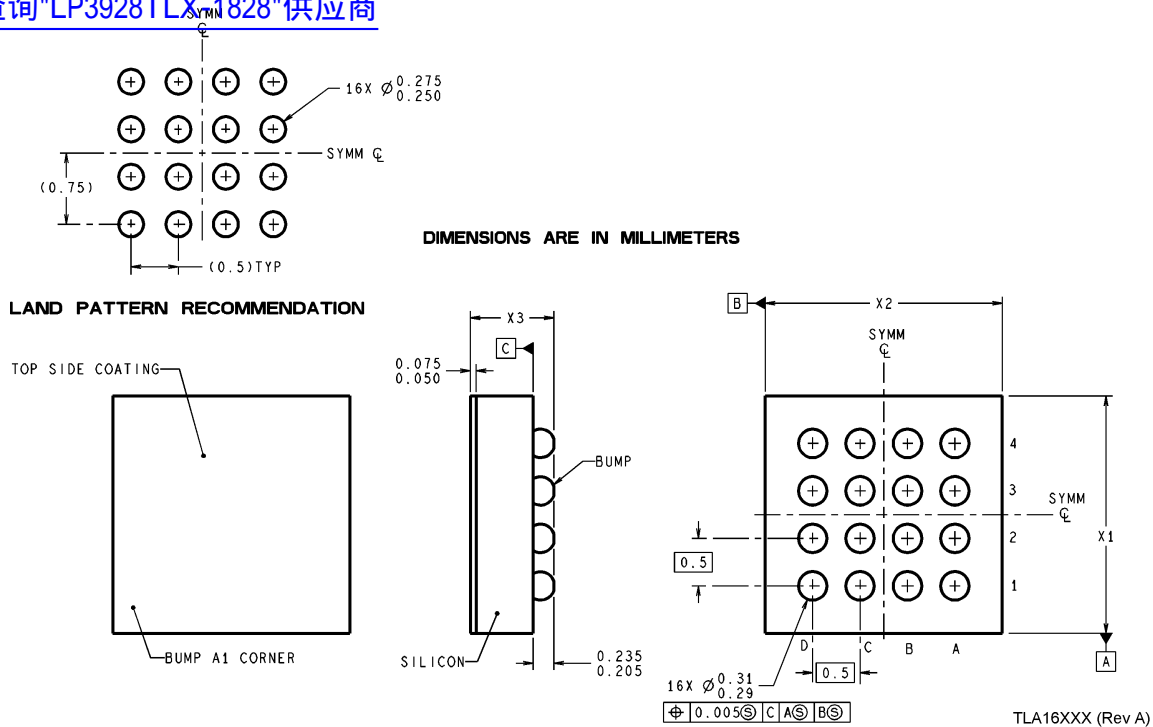 查询"LP3928TLX-1828"供应商
SYMM
℄
16X Ø 0.275
0.250
SYMM ℄
(0.75)
(0.5)TYP
DIMENSIONS ARE IN MILLIMETERS
LAND PATTERN RECOMMENDATION
TOP SIDE COATING
BUMP A1 CORNER
X3
C
0.075
0.050
BUMP
SILICON
0.235
0.205
B
X2
SYMM
℄
4
3
SYMM
℄
2
X1
0.5
1
D C B A
A
0.5
16X Ø 0.31
0.29
⌖ 0.005Ⓢ C AⓈ BⓈ
TLA16XXX (Rev A)